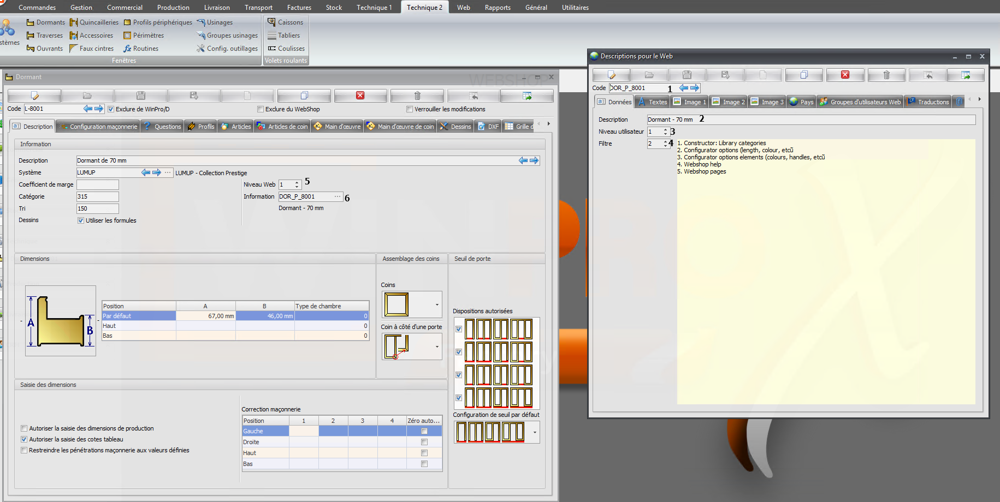 Commandes Gestion Commercial Production Livraison Transport Factures Stock Technique 1 Technique 2 Web Rapports Général Utilitaires
Dormants Quincailleries Profils périphériques Usinages Caissons
stèmes Traverses Accessoires Périmètres Groupes usinages Tabliers
Ouvrants Faux cintres Routines Config. outillages Coulisses
Fenêtres Volets roulants
Dormant
WEBSHOP
Code L-8001 Exclure de WinPro/D Exclure du WebShop Verrouiller les modifications
Description Configuration maçonnerie Questions Profils Articles Articles de coin Main d'œuvre Main d'œuvre de coin Dessins DXF Grille d
Information
Description Dormant de 70 mm
Système LUMUP LUMUP - Collection Prestige
Coefficient de marge Niveau Web 1 5
Catégorie 315 Information DOR_P_8001 ... 6
Tri 150 Dormant - 70 mm
Dessins Utiliser les formules
Dimensions Assemblage des coins Seuil de porte
Coins
A B
Position A B Type de chambre
Par défaut 67,00 mm 46,00 mm 0
Haut 0
Bas 0
Coin à côté d'une porte
Dispositions autorisées
Saisie des dimensions
Correction maçonnerie
Position 1 2 3 4 Zéro auto...
Gauche
Droite
Haut
Bas
Autoriser la saisie des dimensions de production
Autoriser la saisie des cotes tableau
Restreindre les pénétrations maçonnerie aux valeurs définies
Configuration de seuil par défaut
Descriptions pour le Web
Code DOR_P_8001 1
Données Textes Image 1 Image 2 Image 3 Pays Groupes d'utilisateurs Web Traductions
Description Dormant - 70 mm 2
Niveau utilisateur 1 3
Filtre 2 4
1. Constructor: Library categories
2. Configurator options (length, colour, etcũ
3. Configurator options elements (colours, handles, etcũ
4. Webshop help
5. Webshop pages